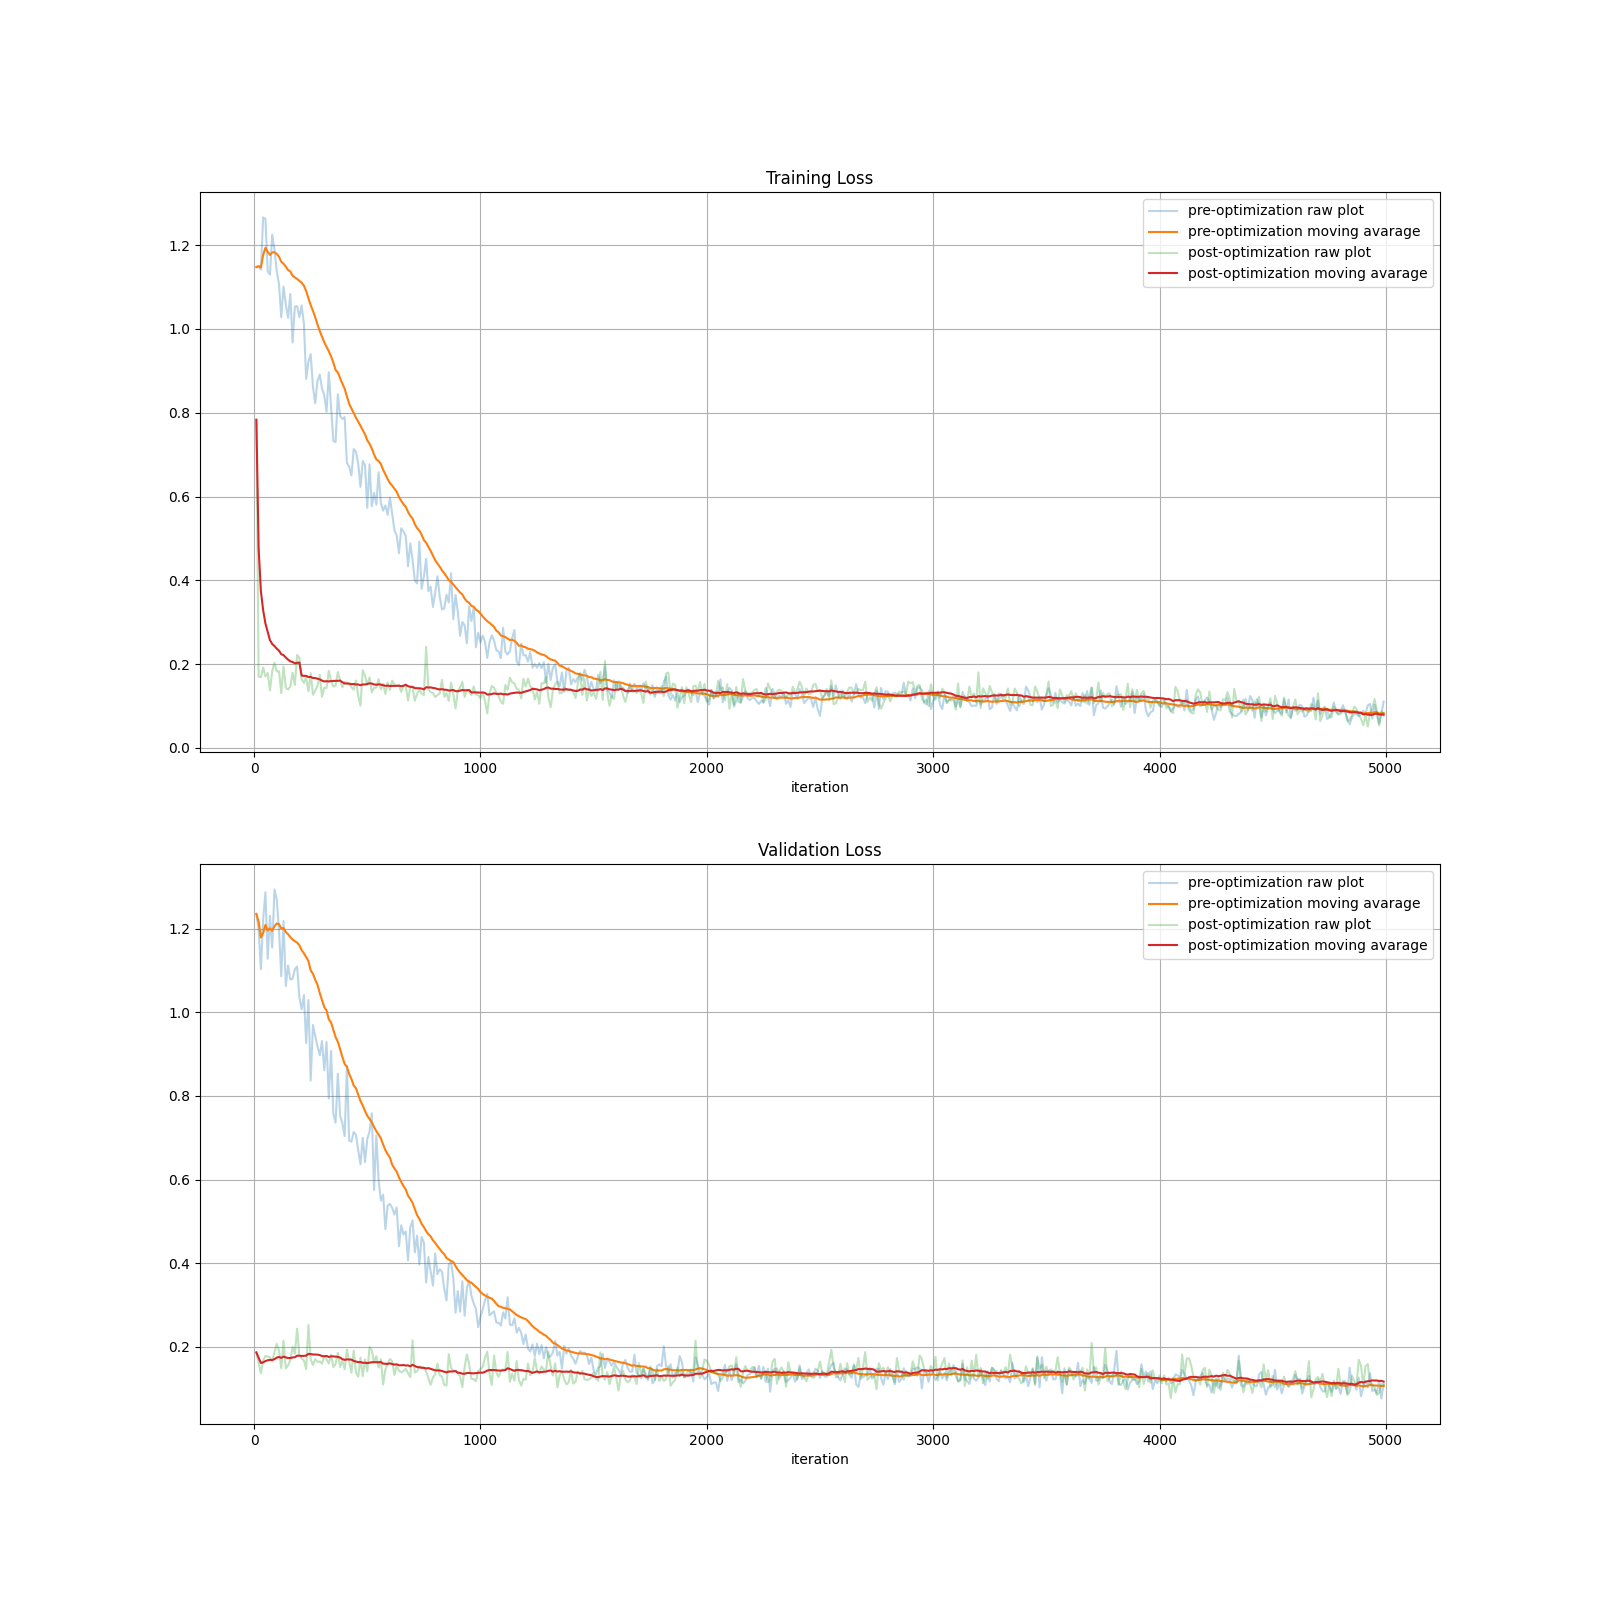 Training Loss
pre-optimization raw plot
pre-optimization moving avarage
post-optimization raw plot
post-optimization moving avarage
1.2
1.0
0.8
0.6
0.4
0.2
0.0
0 1000 2000 3000 4000 5000
iteration
Validation Loss
pre-optimization raw plot
pre-optimization moving avarage
post-optimization raw plot
post-optimization moving avarage
1.2
1.0
0.8
0.6
0.4
0.2
0 1000 2000 3000 4000 5000
iteration